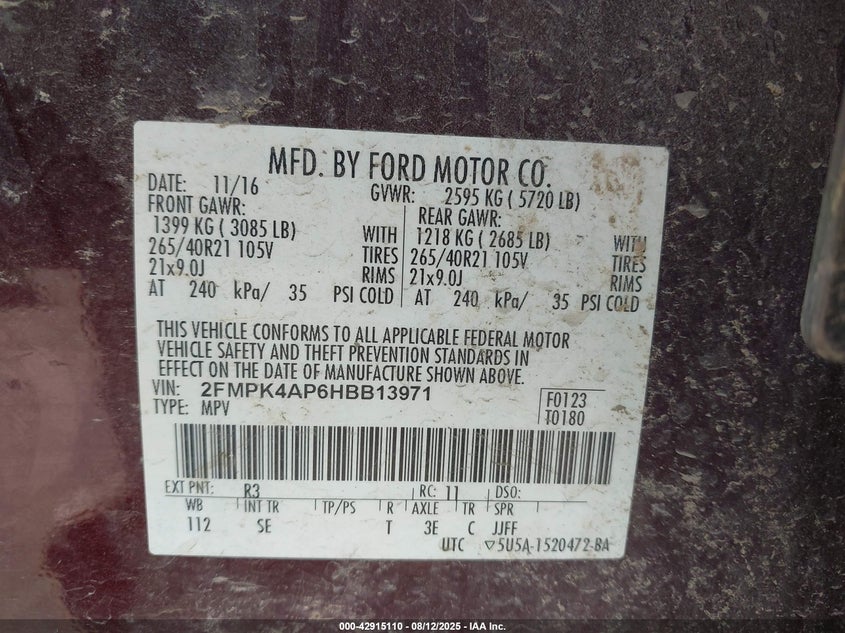 MFD. BY FORD MOTOR CO.
DATE: 11/16 GVWR: 2595 KG ( 5720 LB)
FRONT GAWR: REAR GAWR:
1399 KG ( 3085 LB) WITH 1218 KG ( 2685 LB) WITH
265/40R21 105V TIRES 265/40R21 105V TIRES
21x9.0J RIMS 21x9.0J RIMS
AT 240 kPa/ 35 PSI COLD AT 240 kPa/ 35 PSI COLD
THIS VEHICLE CONFORMS TO ALL APPLICABLE FEDERAL MOTOR
VEHICLE SAFETY AND THEFT PREVENTION STANDARDS IN
EFFECT ON THE DATE OF MANUFACTURE SHOWN ABOVE.
VIN: 2FMPK4AP6HBB13971 F0123
TYPE: MPV T0180
EXT PNT: R3 RC: 11 DSO:
WB INT TR TP/PS R AXLE TR SPR
112 SE T 3E C JJFF
UTC ▽5U5A-1520472-BA
000-42915110 - 08/12/2025 - IAA Inc.